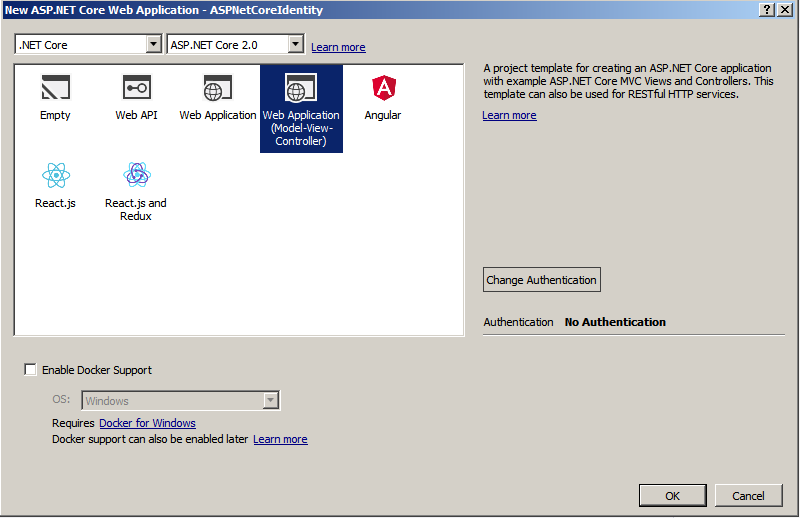 New ASP.NET Core Web Application - ASPNetCoreIdentity
.NET Core
ASP.NET Core 2.0
Learn more
Empty
Web API
Web Application
Web Application
(Model-View-
Controller)
Angular
React.js
React.js and
Redux
A project template for creating an ASP.NET Core application
with example ASP.NET Core MVC Views and Controllers. This
template can also be used for RESTful HTTP services.
Learn more
Change Authentication
Authentication No Authentication
Enable Docker Support
OS: Windows
Requires Docker for Windows
Docker support can also be enabled later Learn more
OK
Cancel